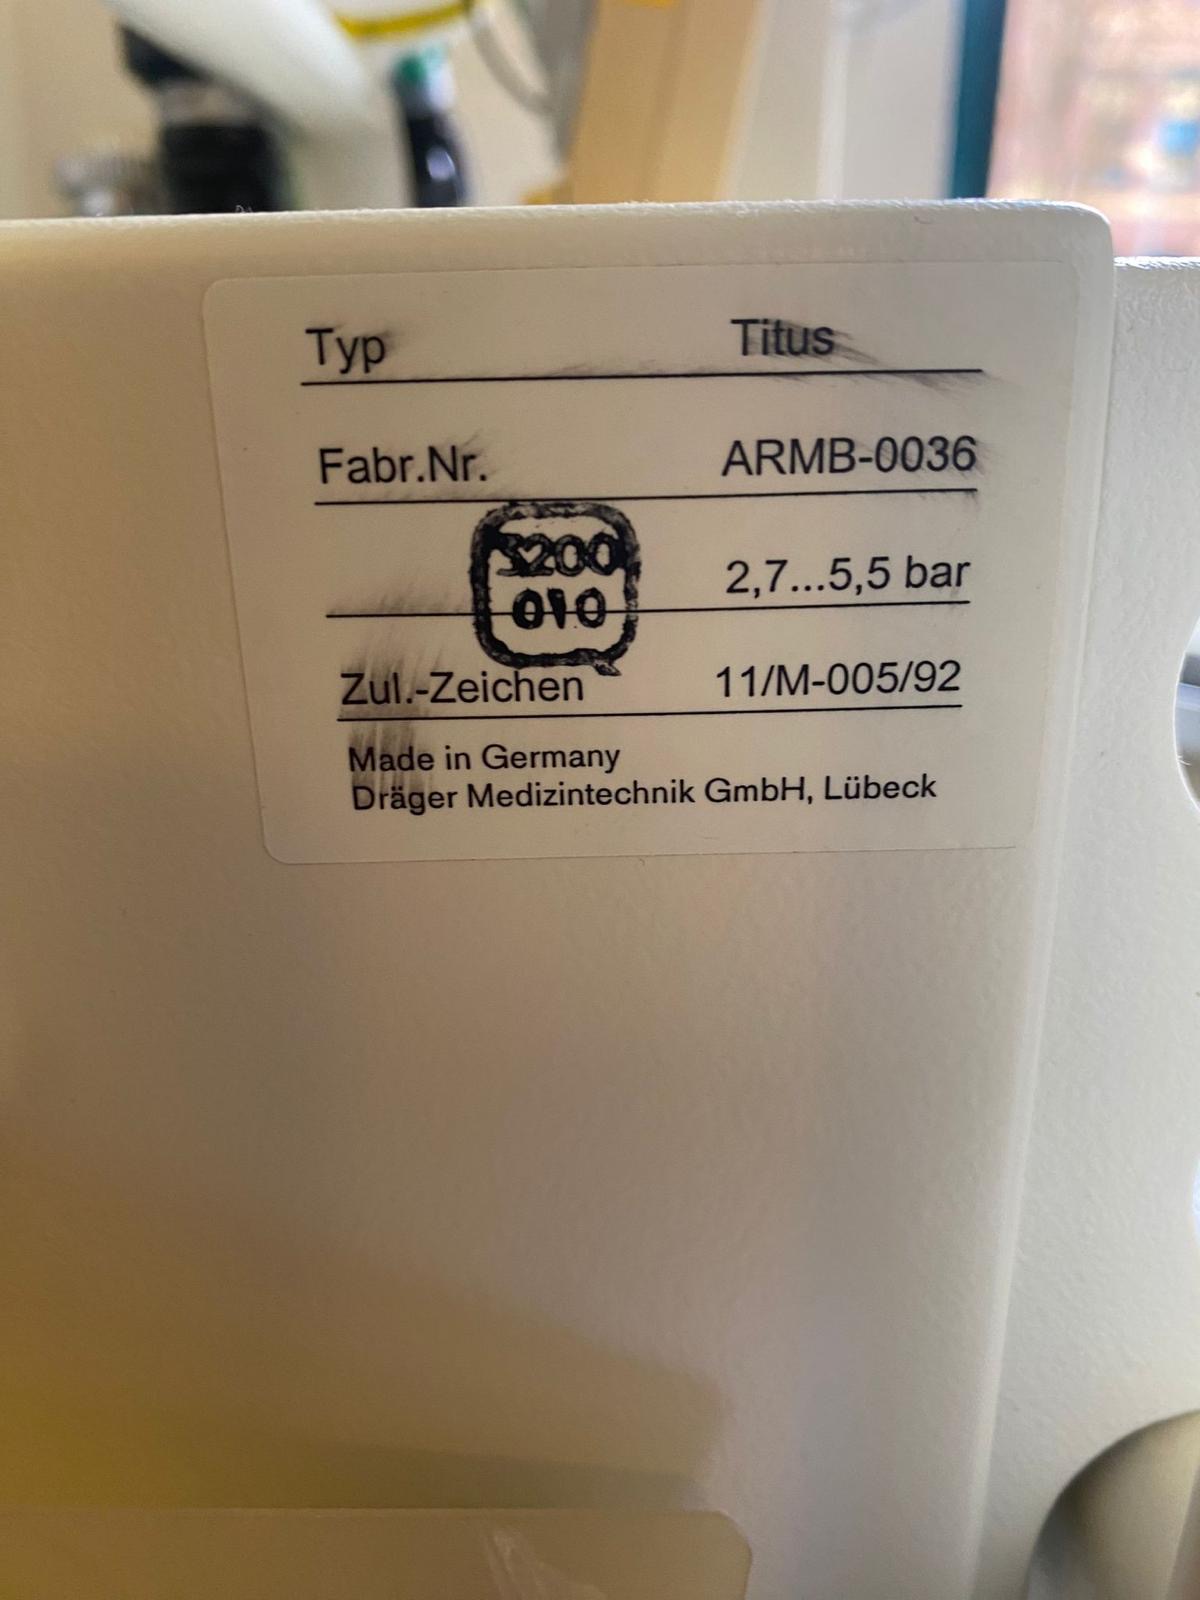 Typ Titus
Fabr.Nr. ARMB-0036
3200
010
2,7...5,5 bar
Zul.-Zeichen 11/M-005/92
Made in Germany
Dräger Medizintechnik GmbH, Lübeck